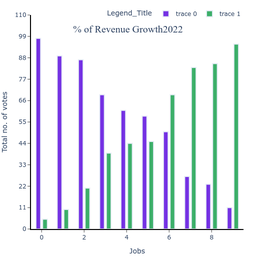 Legend_Title
trace 0
trace 1
% of Revenue Growth2022
Total no. of votes
110
99
88
77
66
55
44
33
22
11
0
0
2
4
6
8
Jobs